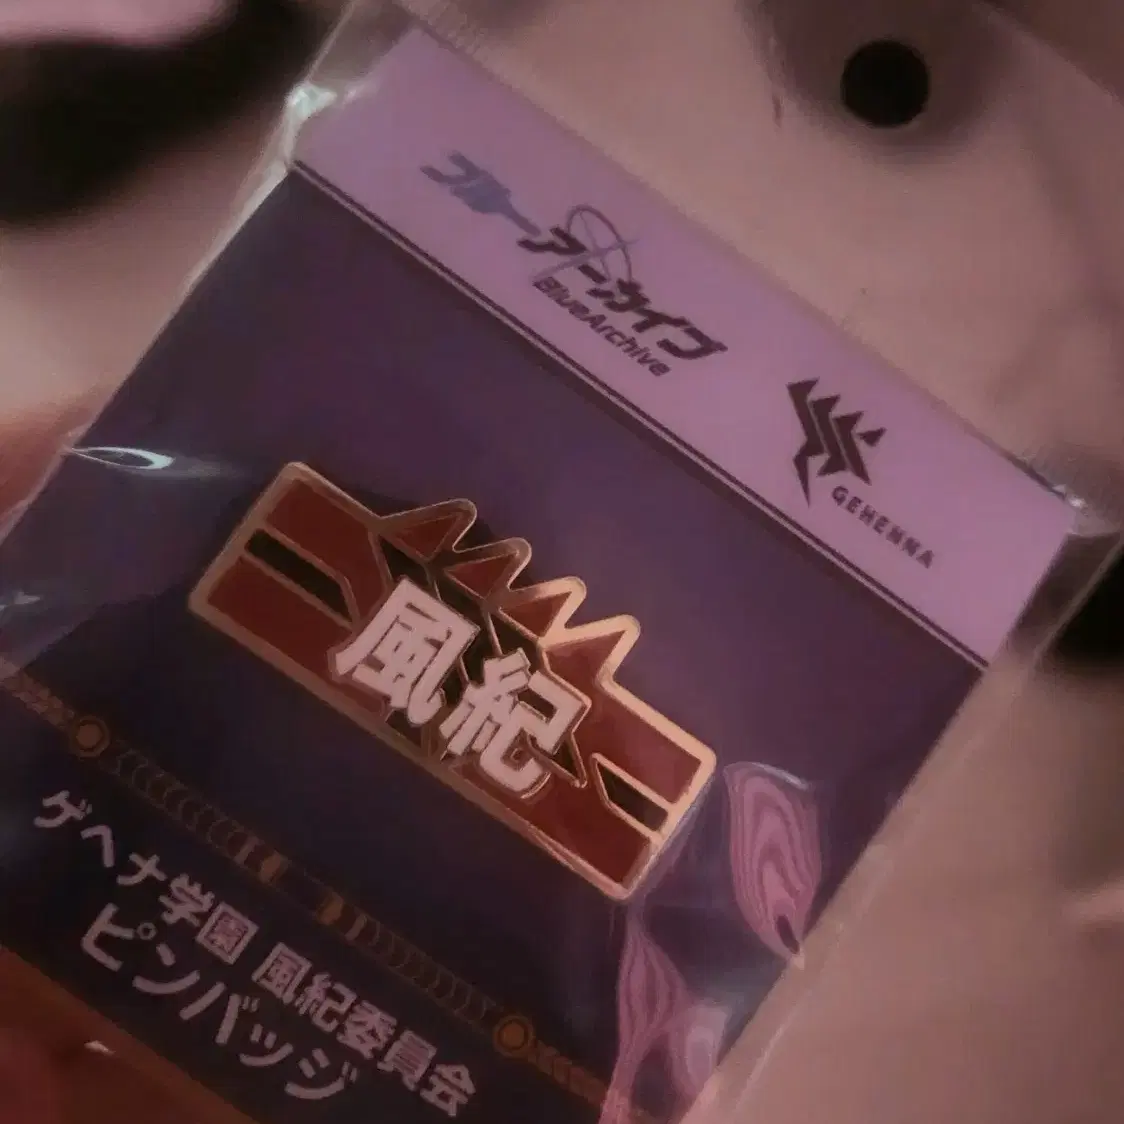 ブルーアーカイブ
BlueArchive
GEHENNA
風紀
ゲヘナ学園 風紀委員会
ピンバッジ